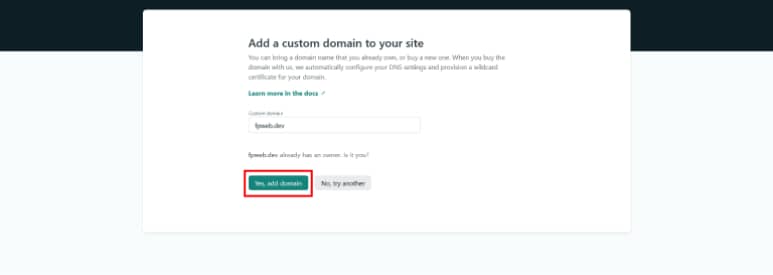 Add a custom domain to your site
You can bring a domain name that you already own, or buy a new one. When you buy the
domain with us, we automatically configure your DNS settings and provision a wildcard
certificate for your domain.
Learn more in the docs ↗
Custom domain
fpweb.dev
fpweb.dev already has an owner. Is it you?
Yes, add domain
No, try another